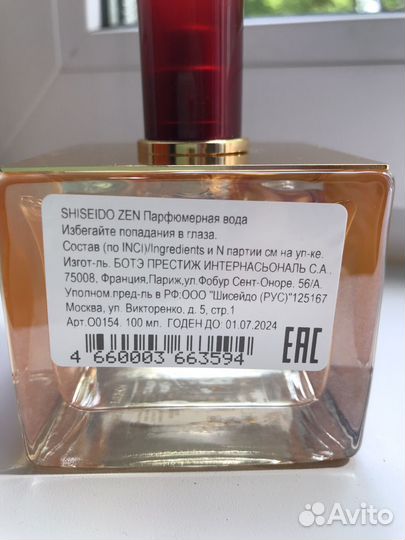 SHISEIDO ZEN Парфюмерная вода
Избегайте попадания в глаза.
Состав (по INCI)/Ingredients и N партии см на уп-ке.
Изгот-ль. БОТЭ ПРЕСТИЖ ИНТЕРНАСЬОНАЛЬ С.А.
75008, Франция,Париж,ул.Фобур Сент-Оноре. 56/А.
Уполном.пред-ль в РФ:ООО "Шисейдо (РУС)"125167
Москва, ул. Викторенко, д. 5, стр.1
Арт.O0154. 100 мл. ГОДЕН ДО: 01.07.2024
4 660003 663594
EAC
Avito